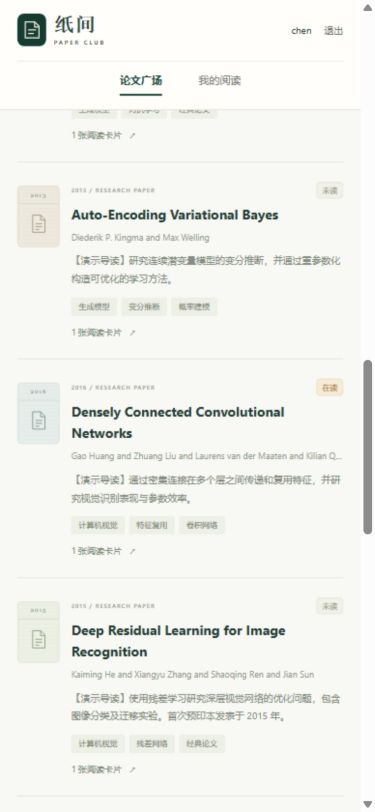 纸间
PAPER CLUB
chen 退出
论文广场 我的阅读
1 张阅读卡片 ↗
2013
2013 / RESEARCH PAPER 未读
Auto-Encoding Variational Bayes
Diederik P. Kingma and Max Welling
【演示导读】研究连续潜变量模型的变分推断，并通过重参数化
构造可优化的学习方法。
生成模型 变分推断 概率建模
1 张阅读卡片 ↗
2016
2016 / RESEARCH PAPER 在读
Densely Connected Convolutional
Networks
Gao Huang and Zhuang Liu and Laurens van der Maaten and Kilian Q...
【演示导读】通过密集连接在多个层之间传递和复用特征，并研
究视觉识别表现与参数效率。
计算机视觉 特征复用 卷积网络
1 张阅读卡片 ↗
2015
2015 / RESEARCH PAPER 未读
Deep Residual Learning for Image
Recognition
Kaiming He and Xiangyu Zhang and Shaoqing Ren and Jian Sun
【演示导读】使用残差学习研究深层视觉网络的优化问题，包含
图像分类及迁移实验。首次预印本发表于 2015 年。
计算机视觉 残差网络 经典论文
1 张阅读卡片 ↗